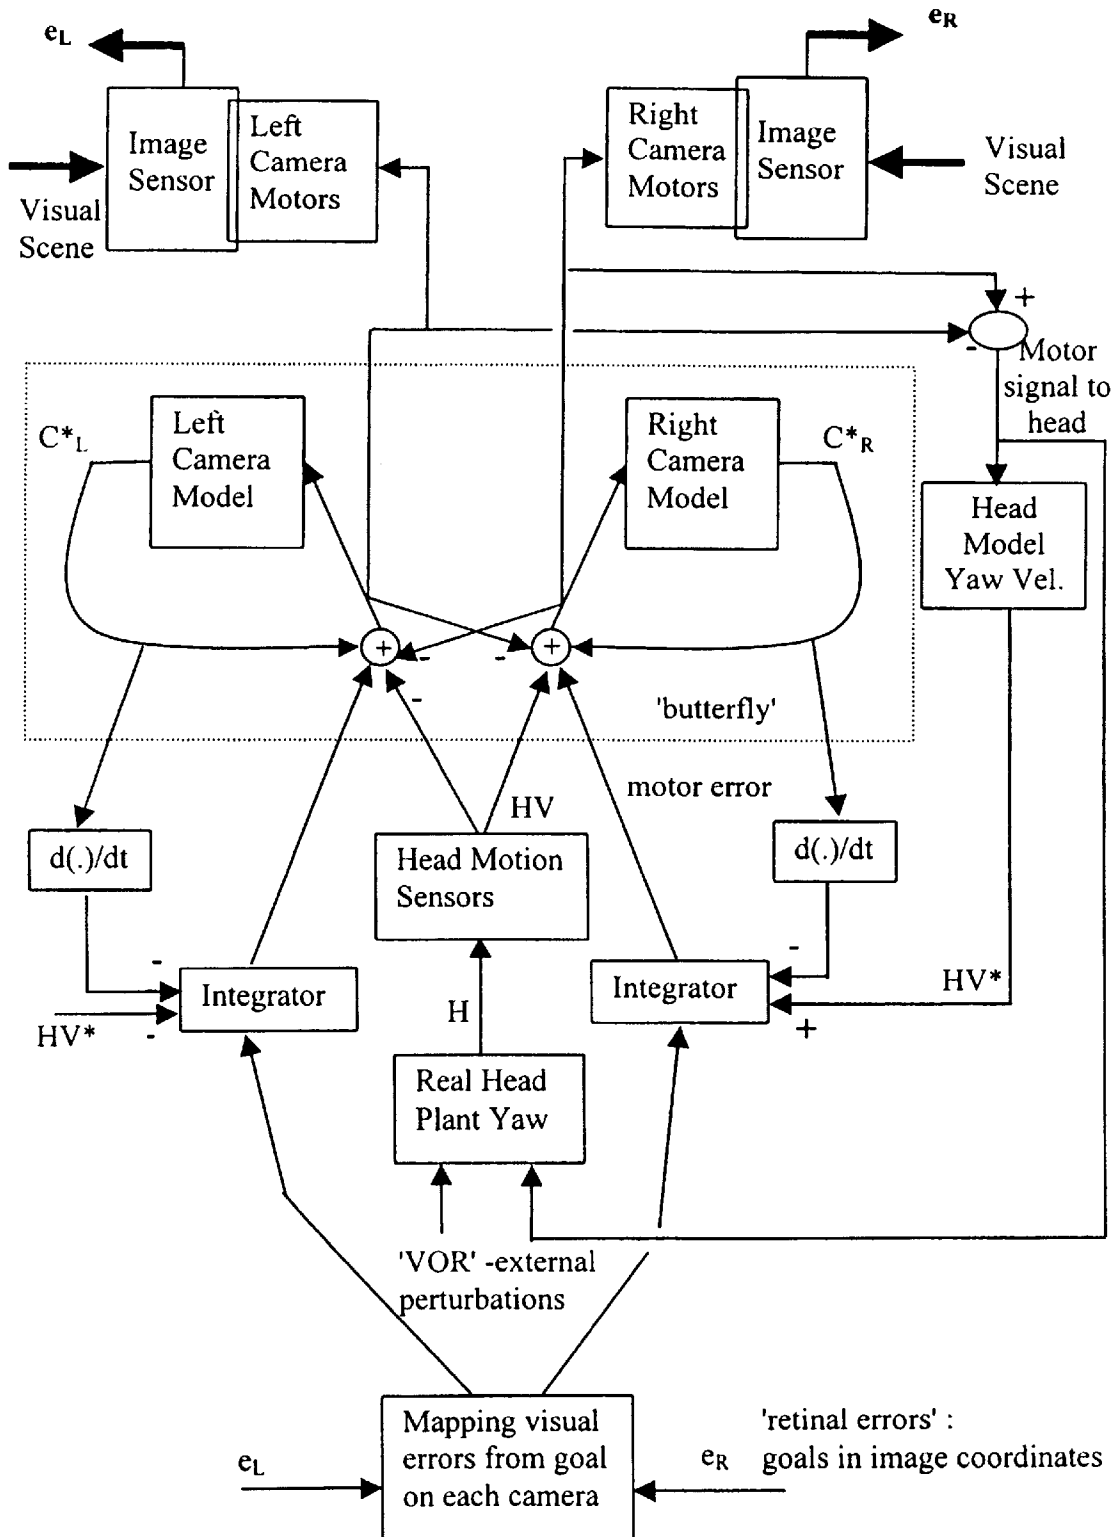 eL
eR
Image
Sensor
Left
Camera
Motors
Right
Camera
Motors
Image
Sensor
Visual
Scene
Visual
Scene
+
-
Motor
signal to
head
C*L
Left
Camera
Model
Right
Camera
Model
C*R
Head
Model
Yaw Vel.
+
-
-
+
-
'butterfly'
motor error
HV
d(.)/dt
Head Motion
Sensors
d(.)/dt
-
-
Integrator
Integrator
HV*
HV*
-
+
H
Real Head
Plant Yaw
'VOR' -external
perturbations
Mapping visual
errors from goal
on each camera
eL
eR
'retinal errors' :
goals in image coordinates